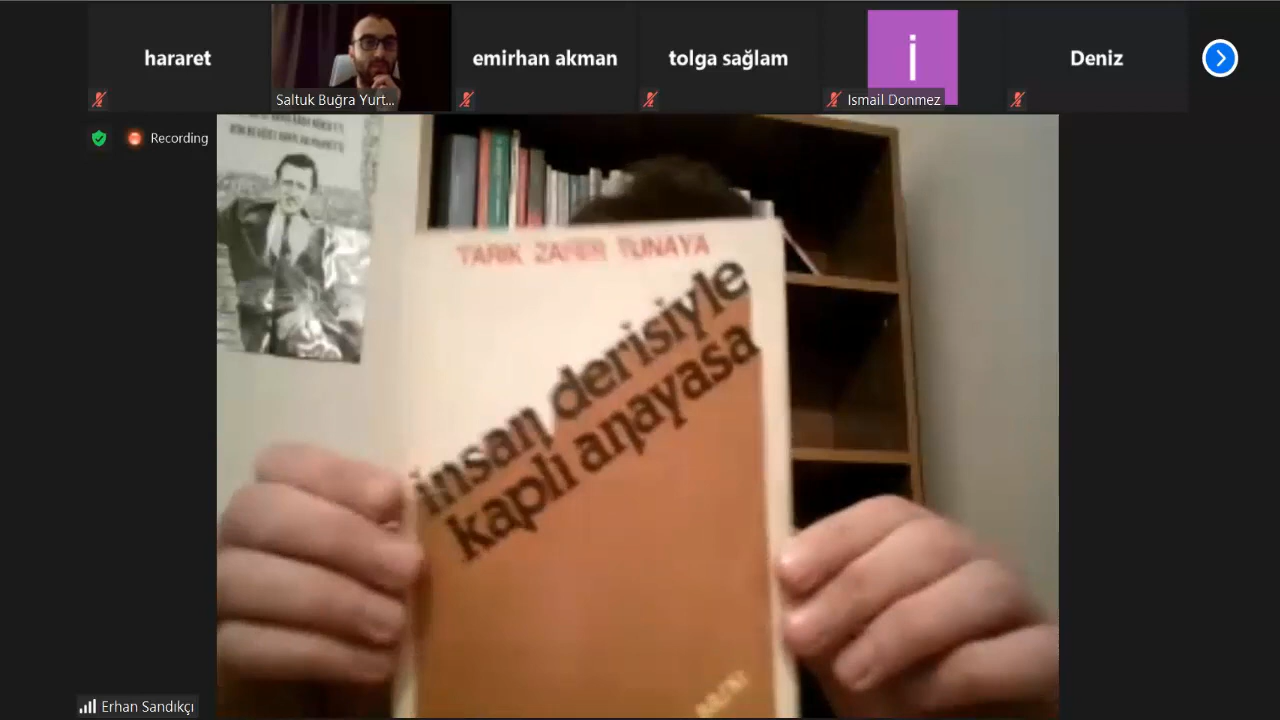 hararet
Saltuk Buğra Yurt...
emirhan akman
tolga sağlam
i
Ismail Donmez
Deniz
Recording
TARIK ZAFER TUNAYA
insan derisiyle
kaplı anayasa
Erhan Sandıkçı